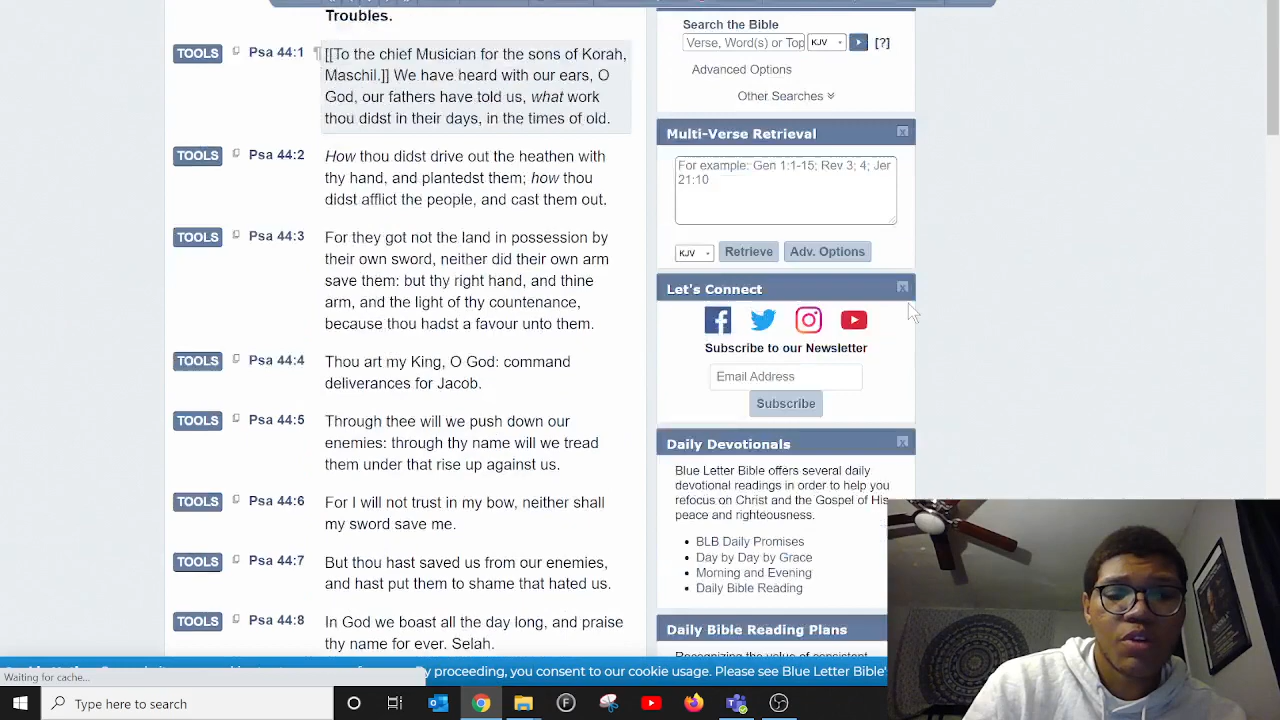 Troubles.
TOOLS Psa 44:1 ¶ [[To the chief Musician for the sons of Korah,
Maschil.]] We have heard with our ears, O
God, our fathers have told us, what work
thou didst in their days, in the times of old.
TOOLS Psa 44:2 How thou didst drive out the heathen with
thy hand, and plantedst them; how thou
didst afflict the people, and cast them out.
TOOLS Psa 44:3 For they got not the land in possession by
their own sword, neither did their own arm
save them: but thy right hand, and thine
arm, and the light of thy countenance,
because thou hadst a favour unto them.
TOOLS Psa 44:4 Thou art my King, O God: command
deliverances for Jacob.
TOOLS Psa 44:5 Through thee will we push down our
enemies: through thy name will we tread
them under that rise up against us.
TOOLS Psa 44:6 For I will not trust in my bow, neither shall
my sword save me.
TOOLS Psa 44:7 But thou hast saved us from our enemies,
and hast put them to shame that hated us.
TOOLS Psa 44:8 In God we boast all the day long, and praise
thy name for ever. Selah.
Search the Bible
Verse, Word(s) or Top KJV [?]
Advanced Options
Other Searches
Multi-Verse Retrieval
For example: Gen 1:1-15; Rev 3; 4; Jer
21:10
KJV Retrieve Adv. Options
Let's Connect
Subscribe to our Newsletter
Email Address
Subscribe
Daily Devotionals
Blue Letter Bible offers several daily
devotional readings in order to help you
refocus on Christ and the Gospel of His
peace and righteousness.
BLB Daily Promises
Day by Day by Grace
Morning and Evening
Daily Bible Reading
Daily Bible Reading Plans
Recognizing the value of consistent
By proceeding, you consent to our cookie usage. Please see Blue Letter Bible's
Waiting for cache...
Type here to search